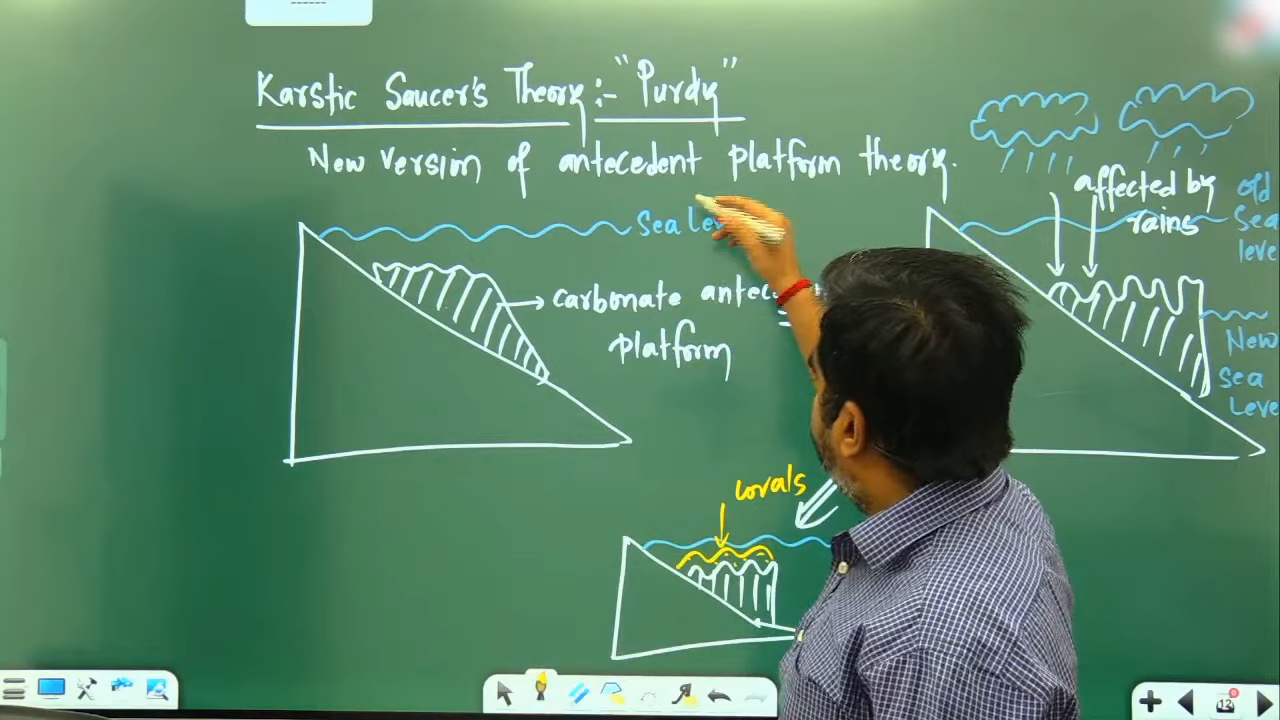 Karstic Saucer's Theory :- "Purdy"
New version of antecedent platform theory.
Sea Le
carbonate
platform
affected by
rains
old
Sea
leve
New
Sea
Leve
corals
12